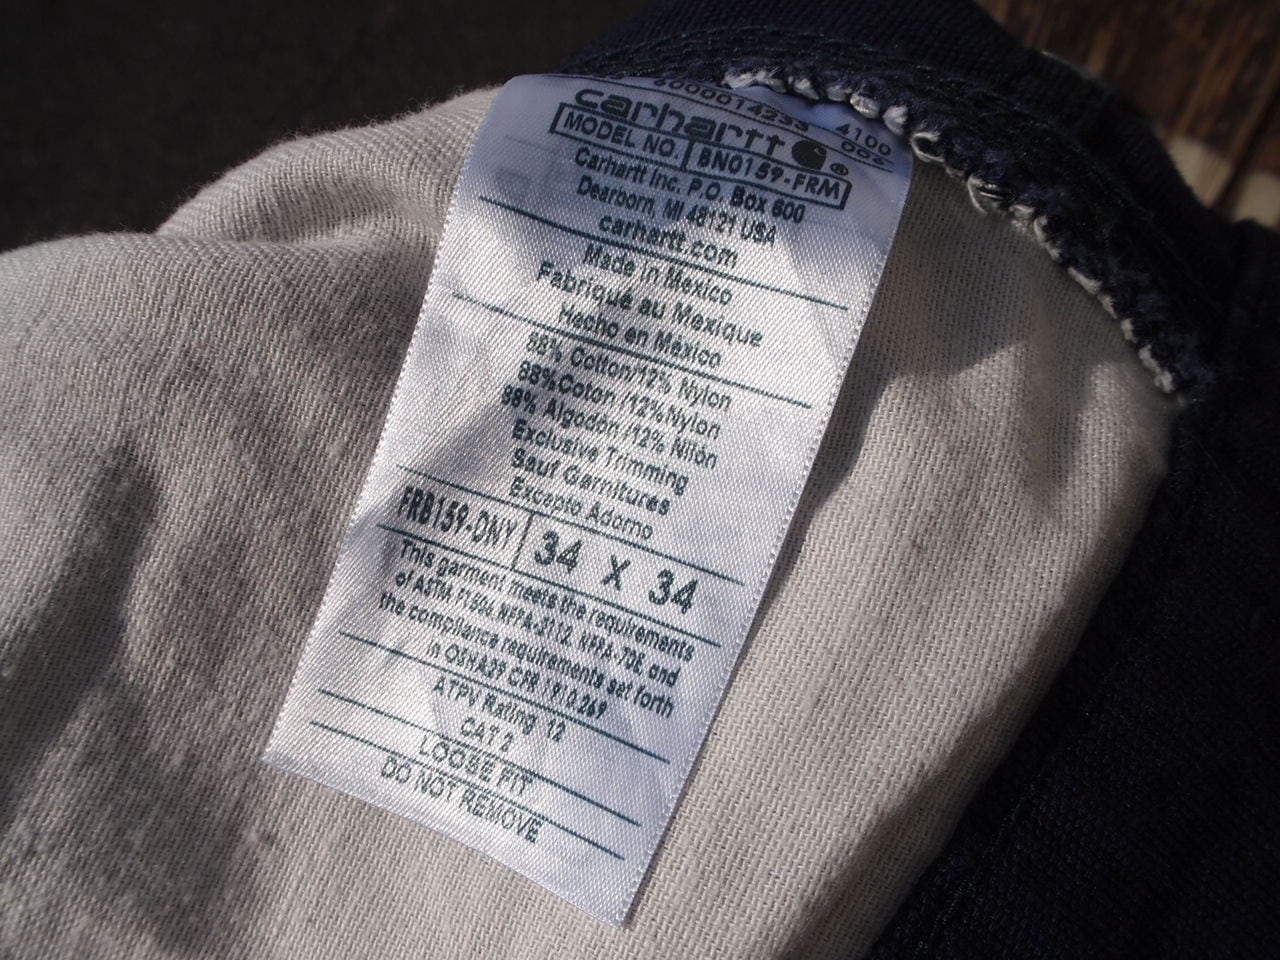 6000014233 4100
006
carhartt ®
MODEL NO. BN0159-FRM
Carhartt Inc. P.O. Box 600
Dearborn, MI 48121 USA
carhartt.com
Made in Mexico
Fabriqué au Mexique
Hecho en México
88% Cotton/12% Nylon
88%Coton /12%Nylon
88% Algodón /12% Nilón
Exclusive Trimming
Sauf Garnitures
Excepto Adorno
FRB159-DNY 34 X 34
This garment meets the requirements
of ASTM F1506, NFPA-2112, NFPA-70E and
the compliance requirements set forth
in OSHA29 CFR 1910.269
ATPV Rating 12
CAT 2
LOOSE FIT
DO NOT REMOVE